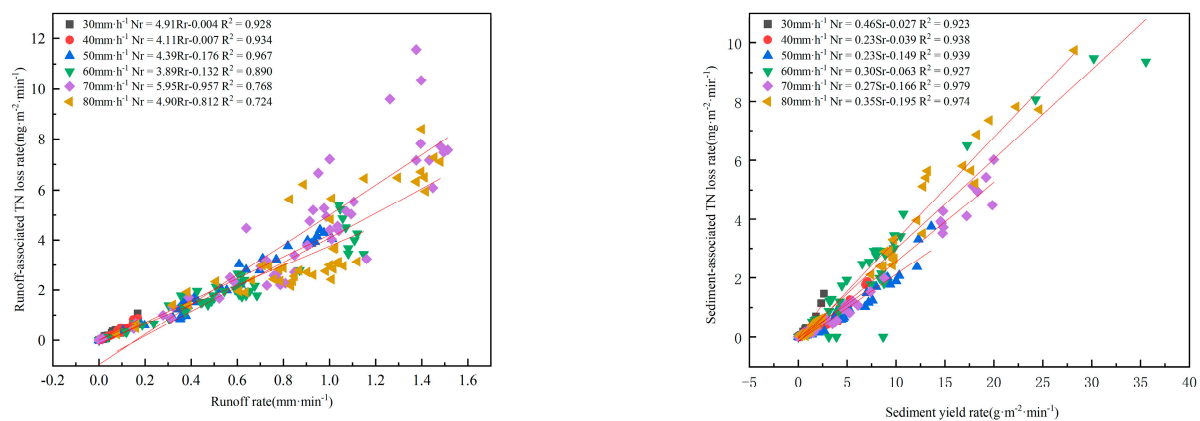 30mm·h⁻¹ Nr = 4.91Rr-0.004 R² = 0.928
40mm·h⁻¹ Nr = 4.11Rr-0.007 R² = 0.934
50mm·h⁻¹ Nr = 4.39Rr-0.176 R² = 0.967
60mm·h⁻¹ Nr = 3.89Rr-0.132 R² = 0.890
70mm·h⁻¹ Nr = 5.95Rr-0.957 R² = 0.768
80mm·h⁻¹ Nr = 4.90Rr-0.812 R² = 0.724
Runoff-associated TN loss rate(mg·m⁻²·min⁻¹)
12
10
8
6
4
2
0
-0.2 0.0 0.2 0.4 0.6 0.8 1.0 1.2 1.4 1.6
Runoff rate(mm·min⁻¹)
30mm·h⁻¹ Nr = 0.46Sr-0.027 R² = 0.923
40mm·h⁻¹ Nr = 0.23Sr-0.039 R² = 0.938
50mm·h⁻¹ Nr = 0.23Sr-0.149 R² = 0.939
60mm·h⁻¹ Nr = 0.30Sr-0.063 R² = 0.927
70mm·h⁻¹ Nr = 0.27Sr-0.166 R² = 0.979
80mm·h⁻¹ Nr = 0.35Sr-0.195 R² = 0.974
Sediment-associated TN loss rate(mg·m⁻²·min⁻¹)
10
8
6
4
2
0
-5 0 5 10 15 20 25 30 35 40
Sediment yield rate(g·m⁻²·min⁻¹)